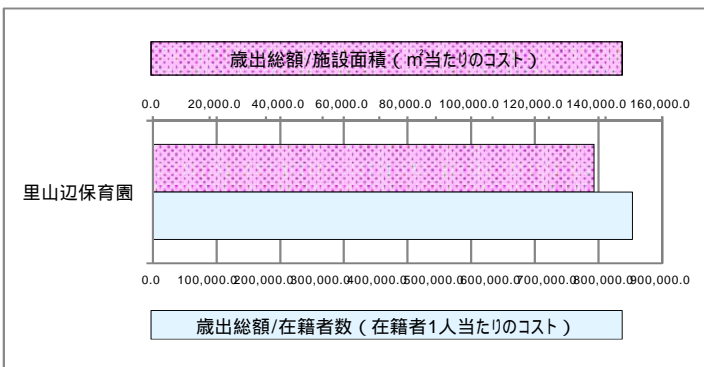 歳出総額/施設面積（㎡当たりのコスト）
0.0 20,000.0 40,000.0 60,000.0 80,000.0 100,000.0 120,000.0 140,000.0 160,000.0
里山辺保育園
0.0 100,000.0 200,000.0 300,000.0 400,000.0 500,000.0 600,000.0 700,000.0 800,000.0 900,000.0
歳出総額/在籍者数（在籍者1人当たりのコスト）